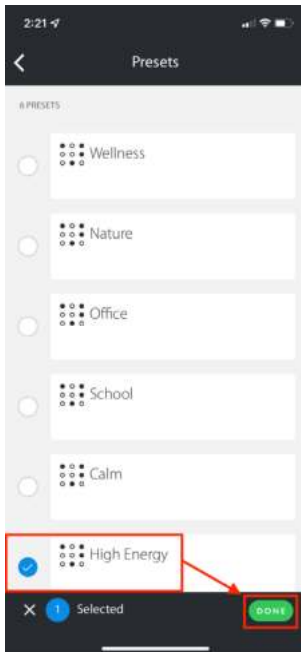 2:21
Presets
6 PRESETS
Wellness
Nature
Office
School
Calm
High Energy
1 Selected
DONE